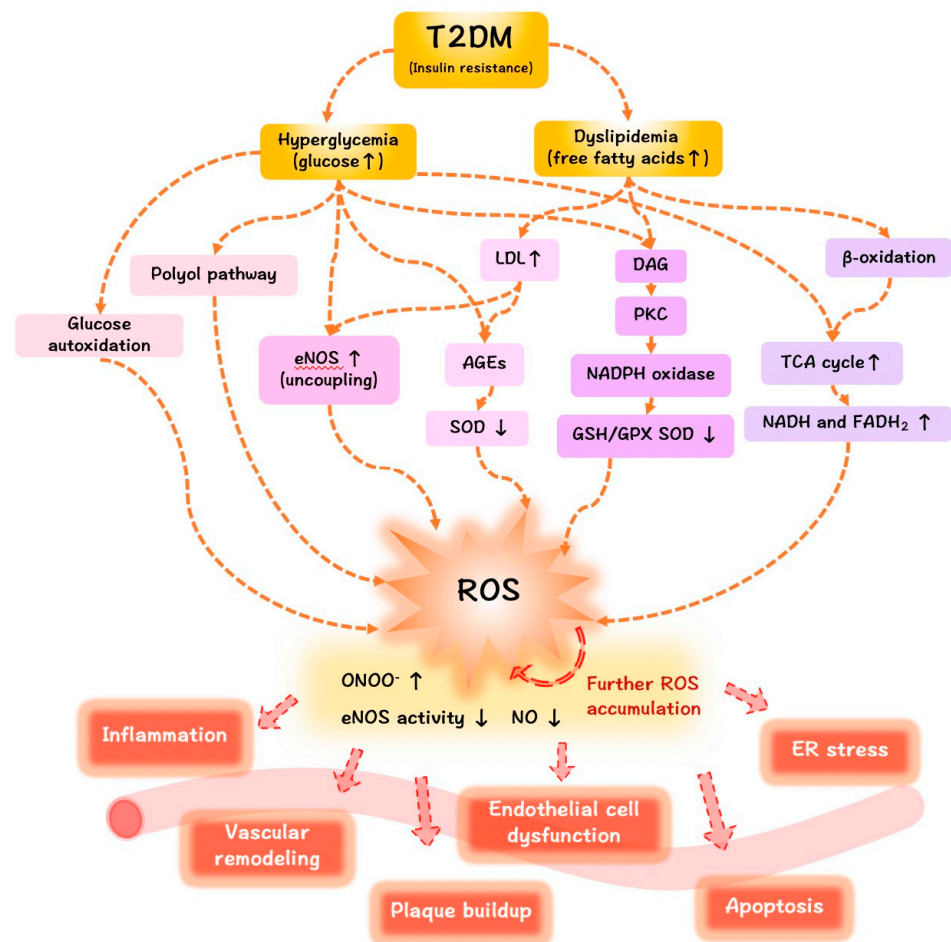 T2DM
(Insulin resistance)
Hyperglycemia
(glucose ↑)
Dyslipidemia
(free fatty acids ↑)
Polyol pathway
LDL ↑
DAG
β-oxidation
Glucose
autoxidation
PKC
eNOS ↑
(uncoupling)
AGEs
NADPH oxidase
TCA cycle ↑
SOD ↓
GSH/GPX SOD ↓
NADH and FADH₂ ↑
ROS
ONOO⁻ ↑
eNOS activity ↓ NO ↓
Further ROS
accumulation
Inflammation
ER stress
Vascular
remodeling
Endothelial cell
dysfunction
Plaque buildup
Apoptosis